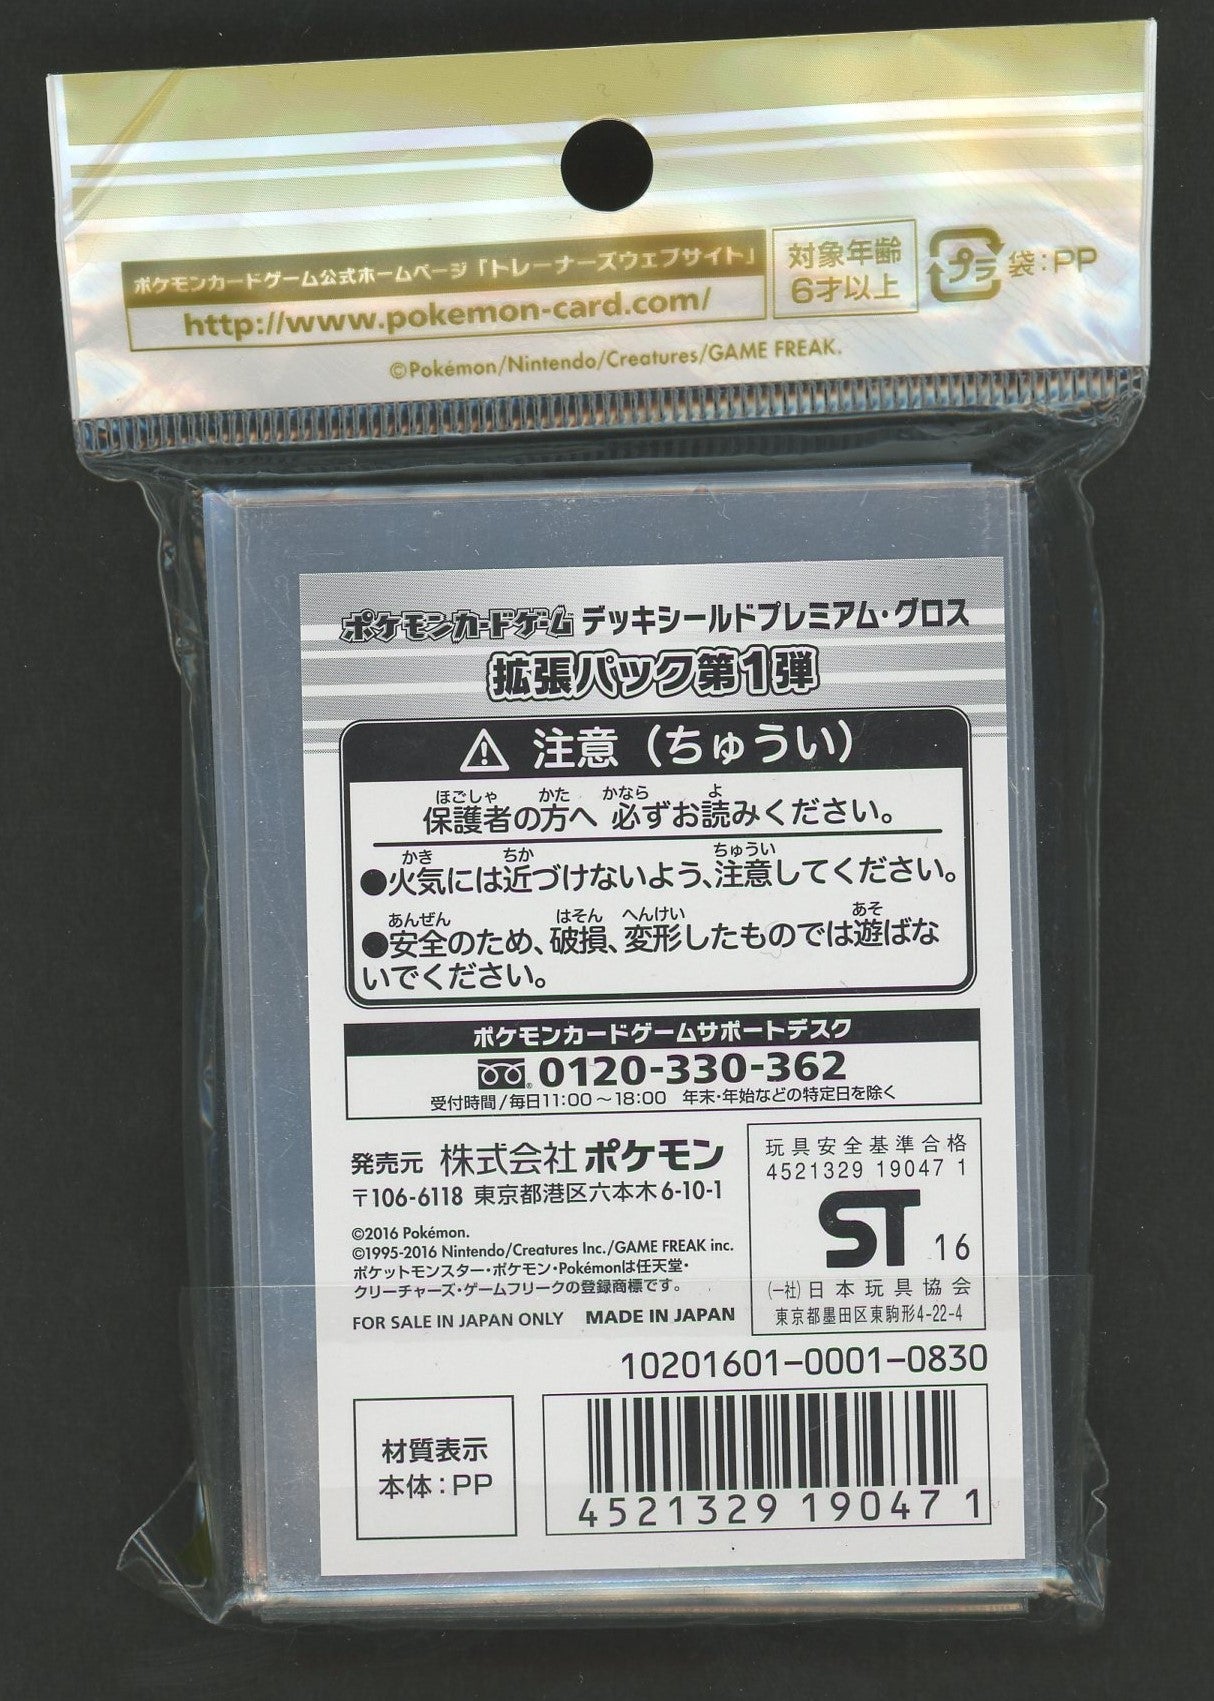 ポケモンカードゲーム公式ホームページ「トレーナーズウェブサイト」
http://www.pokemon-card.com/
対象年齢
6才以上
プラ
袋:PP
©Pokémon/Nintendo/Creatures/GAME FREAK.
ポケモンカードゲーム デッキシールドプレミアム・グロス
拡張パック第1弾
注意(ちゅうい)
ほごしゃ かた かなら よ
保護者の方へ 必ずお読みください。
かき ちか ちゅうい
●火気には近づけないよう、注意してください。
あんぜん はそん へんけい あそ
●安全のため、破損、変形したものでは遊ばな
いでください。
ポケモンカードゲームサポートデスク
0120-330-362
受付時間/毎日11:00～18:00 年末・年始などの特定日を除く
発売元 株式会社 ポケモン
〒106-6118 東京都港区六本木6-10-1
©2016 Pokémon.
©1995-2016 Nintendo/Creatures Inc./GAME FREAK inc.
ポケットモンスター・ポケモン・Pokémonは任天堂・
クリーチャーズ・ゲームフリークの登録商標です。
FOR SALE IN JAPAN ONLY MADE IN JAPAN
玩具安全基準合格
4521329 19047 1
ST 16
(一社)日本玩具協会
東京都墨田区東駒形4-22-4
10201601-0001-0830
材質表示
本体:PP
4521329 190471